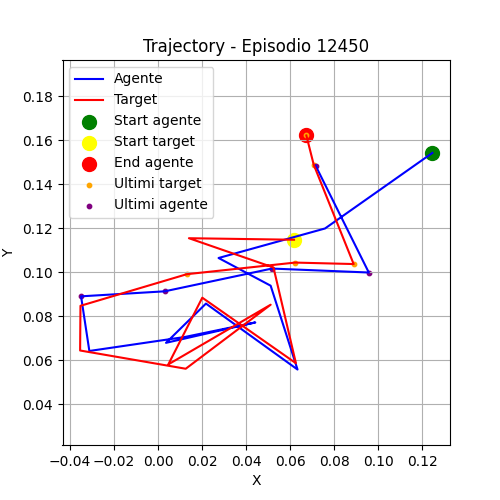 Trajectory - Episodio 12450
Agente
Target
Start agente
Start target
End agente
Ultimi target
Ultimi agente
Y
0.18
0.16
0.14
0.12
0.10
0.08
0.06
0.04
−0.04 −0.02 0.00 0.02 0.04 0.06 0.08 0.10 0.12
X